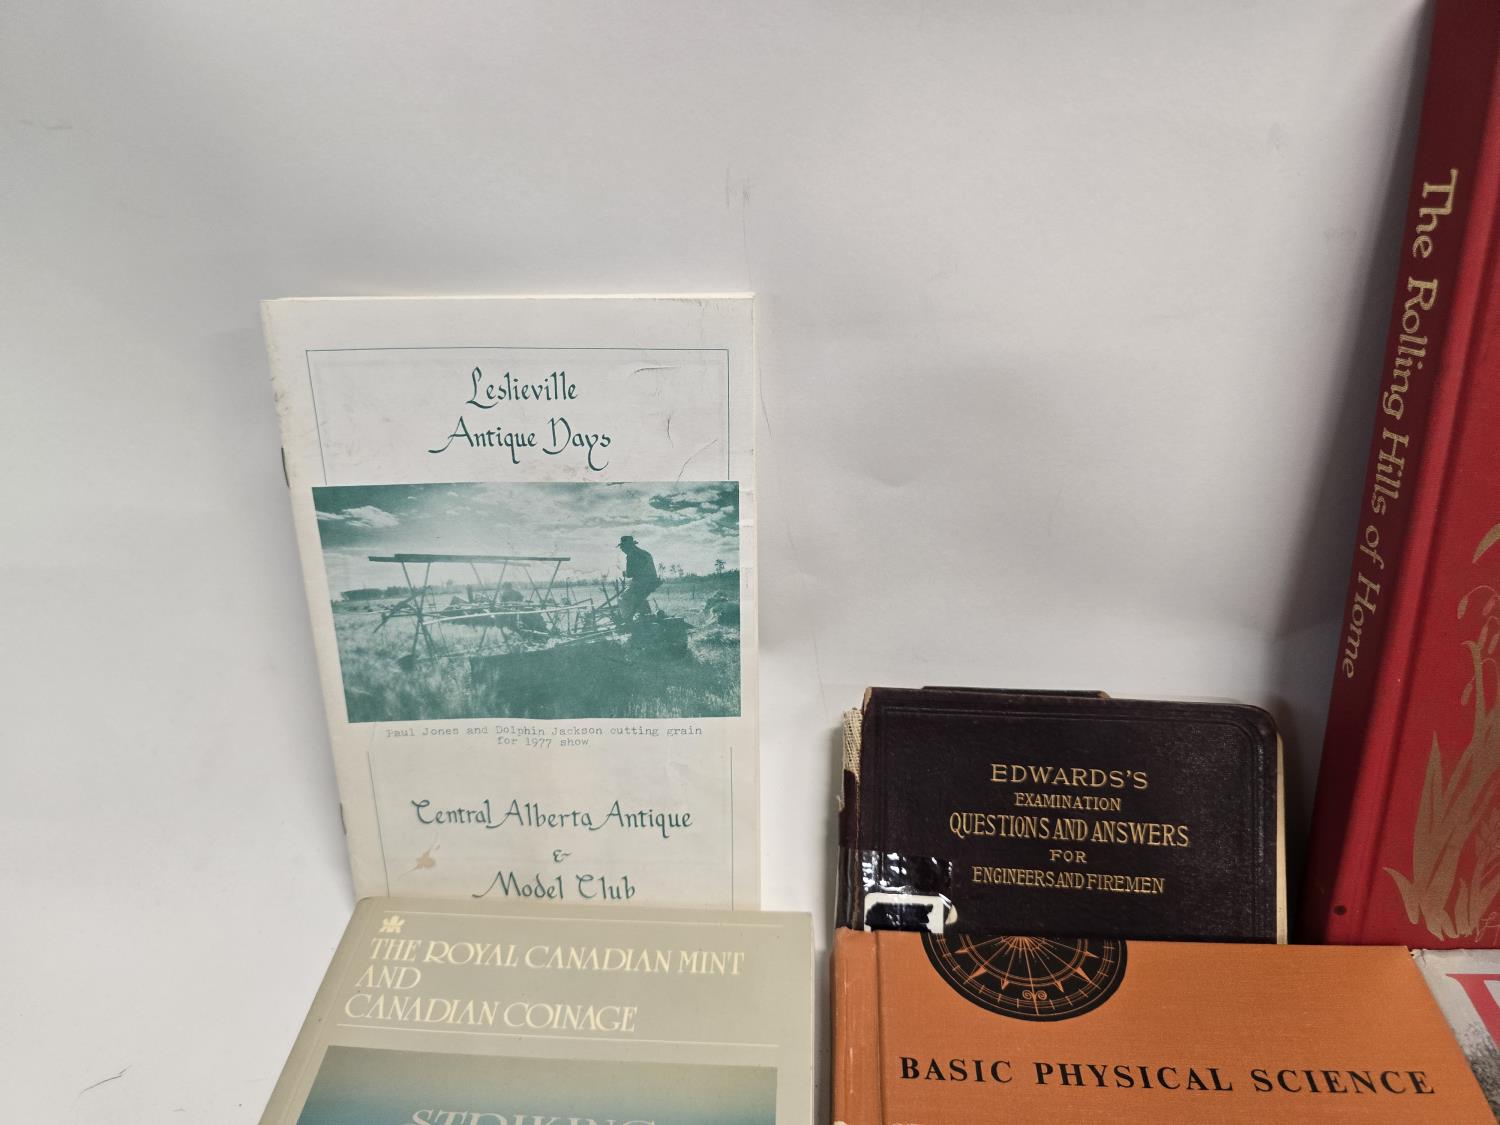 Leslieville
Antique Days
Paul Jones and Dolphin Jackson cutting grain
for 1977 show
Central Alberta Antique
&
Model Club
THE ROYAL CANADIAN MINT
AND
CANADIAN COINAGE
STRIKING
EDWARDS'S
EXAMINATION
QUESTIONS AND ANSWERS
FOR
ENGINEERS AND FIREMEN
BASIC PHYSICAL SCIENCE
The Rolling Hills of Home